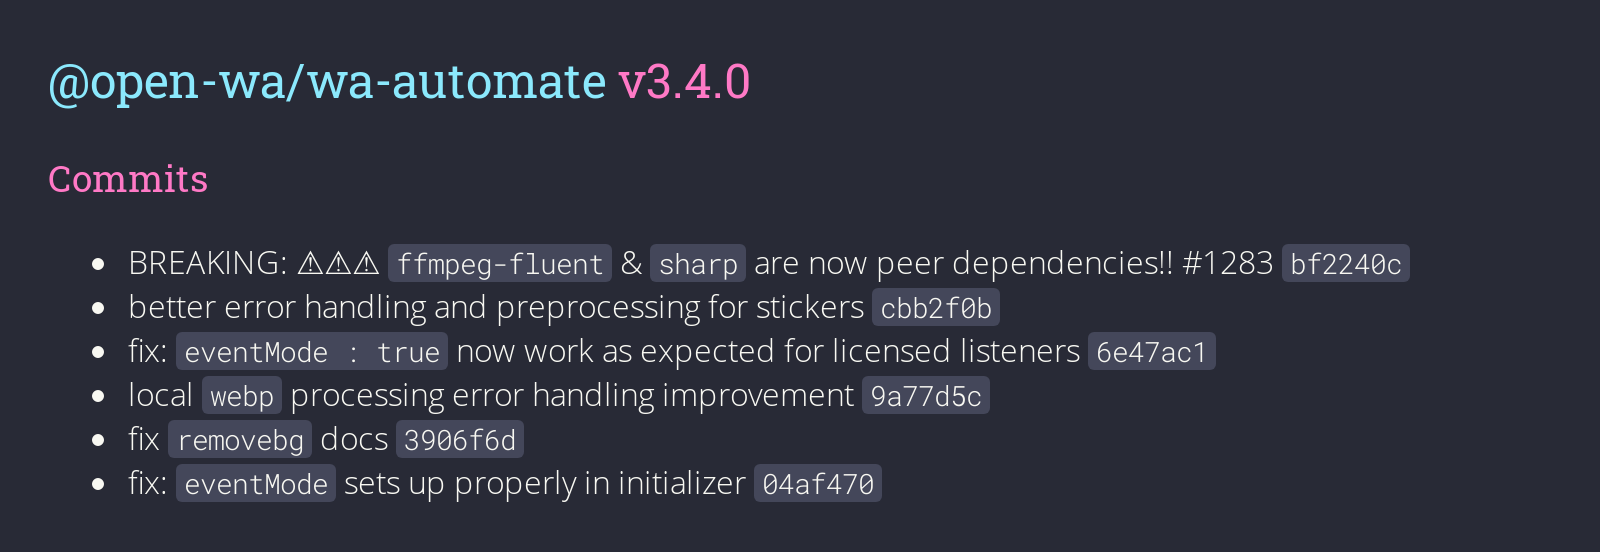 @open-wa/wa-automate v3.4.0
Commits
• BREAKING: ⚠⚠⚠ ffmpeg-fluent & sharp are now peer dependencies!! #1283 bf2240c
• better error handling and preprocessing for stickers cbb2f0b
• fix: eventMode : true now work as expected for licensed listeners 6e47ac1
• local webp processing error handling improvement 9a77d5c
• fix removebg docs 3906f6d
• fix: eventMode sets up properly in initializer 04af470